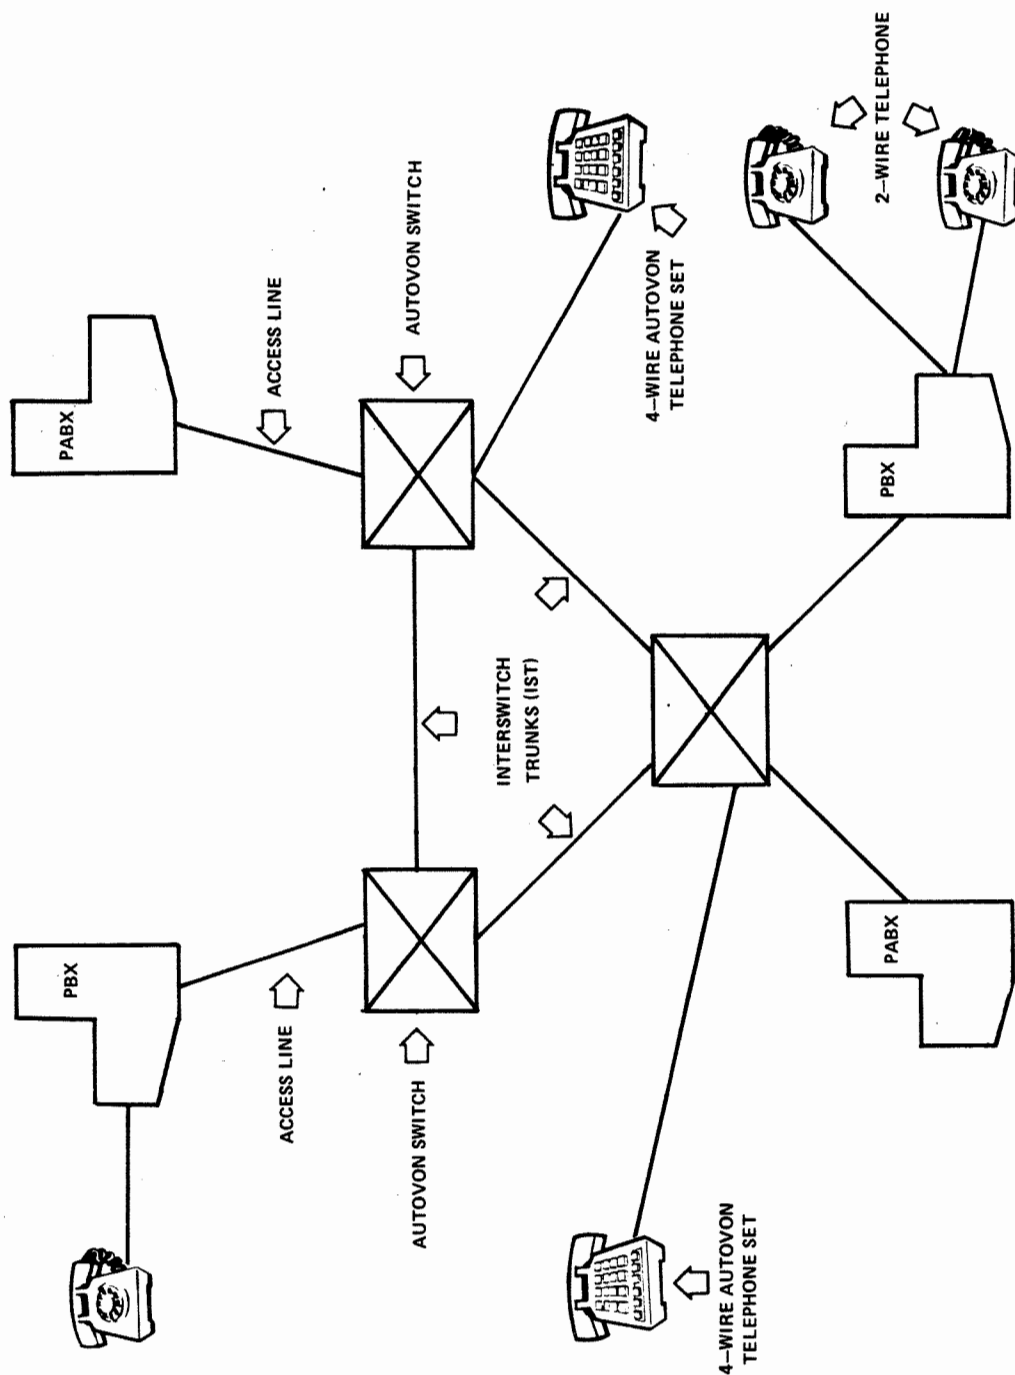 PBX
PABX
ACCESS LINE
ACCESS LINE
AUTOVON SWITCH
AUTOVON SWITCH
INTERSWITCH
TRUNKS (IST)
4–WIRE AUTOVON
TELEPHONE SET
4–WIRE AUTOVON
TELEPHONE SET
PABX
PBX
2–WIRE TELEPHONE